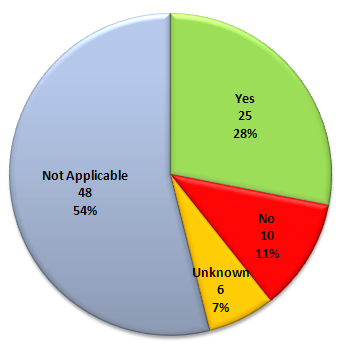 Yes
25
28%
No
10
11%
Unknown
6
7%
Not Applicable
48
54%